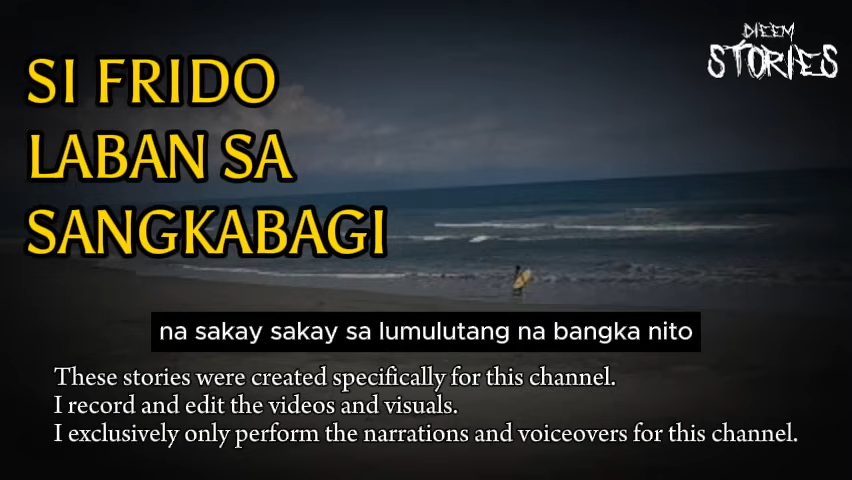 DIEEM
STORIES
SI FRIDO
LABAN SA
SANGKABAGI
na sakay sakay sa lumulutang na bangka nito
These stories were created specifically for this channel.
I record and edit the videos and visuals.
I exclusively only perform the narrations and voiceovers for this channel.